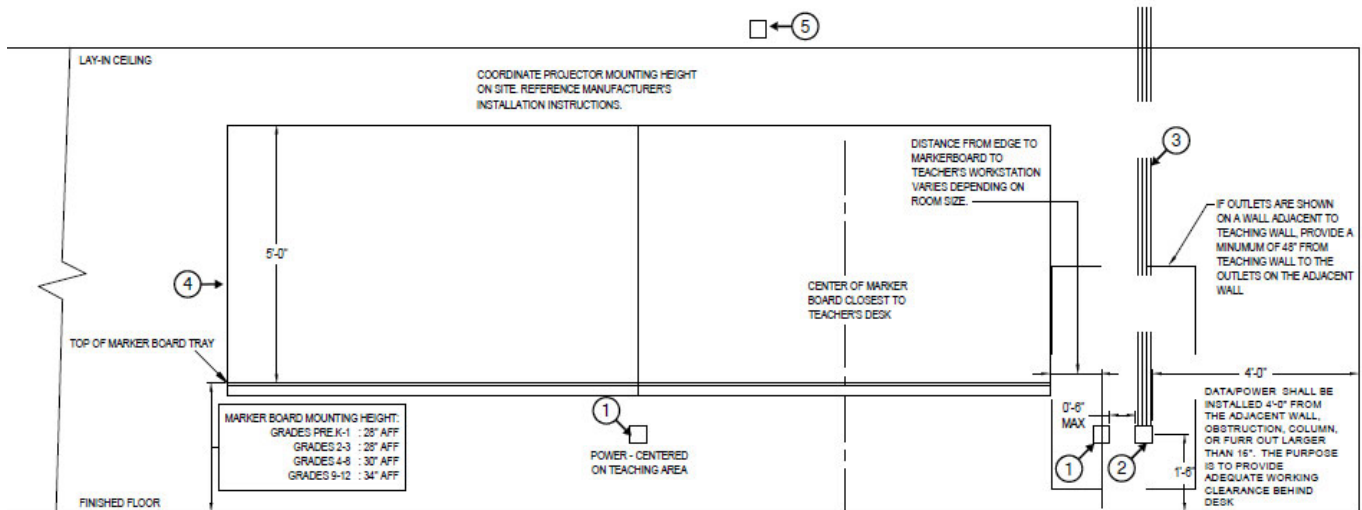 5
LAY-IN CEILING
COORDINATE PROJECTOR MOUNTING HEIGHT
ON SITE. REFERENCE MANUFACTURER'S
INSTALLATION INSTRUCTIONS.
DISTANCE FROM EDGE TO
MARKERBOARD TO
TEACHER'S WORKSTATION
VARIES DEPENDING ON
ROOM SIZE.
3
IF OUTLETS ARE SHOWN
ON A WALL ADJACENT TO
TEACHING WALL, PROVIDE A
MINUMUM OF 48" FROM
TEACHING WALL TO THE
OUTLETS ON THE ADJACENT
WALL
5'-0"
4
CENTER OF MARKER
BOARD CLOSEST TO
TEACHER'S DESK
TOP OF MARKER BOARD TRAY
4'-0"
MARKER BOARD MOUNTING HEIGHT:
GRADES PRE.K-1 : 28" AFF
GRADES 2-3 : 28" AFF
GRADES 4-8 : 30" AFF
GRADES 9-12 : 34" AFF
1
POWER - CENTERED
ON TEACHING AREA
0'-6"
MAX
1
2
1'-6"
DATA/POWER SHALL BE
INSTALLED 4'-0" FROM
THE ADJACENT WALL,
OBSTRUCTION, COLUMN,
OR FURR OUT LARGER
THAN 16". THE PURPOSE
IS TO PROVIDE
ADEQUATE WORKING
CLEARANCE BEHIND
DESK
FINISHED FLOOR